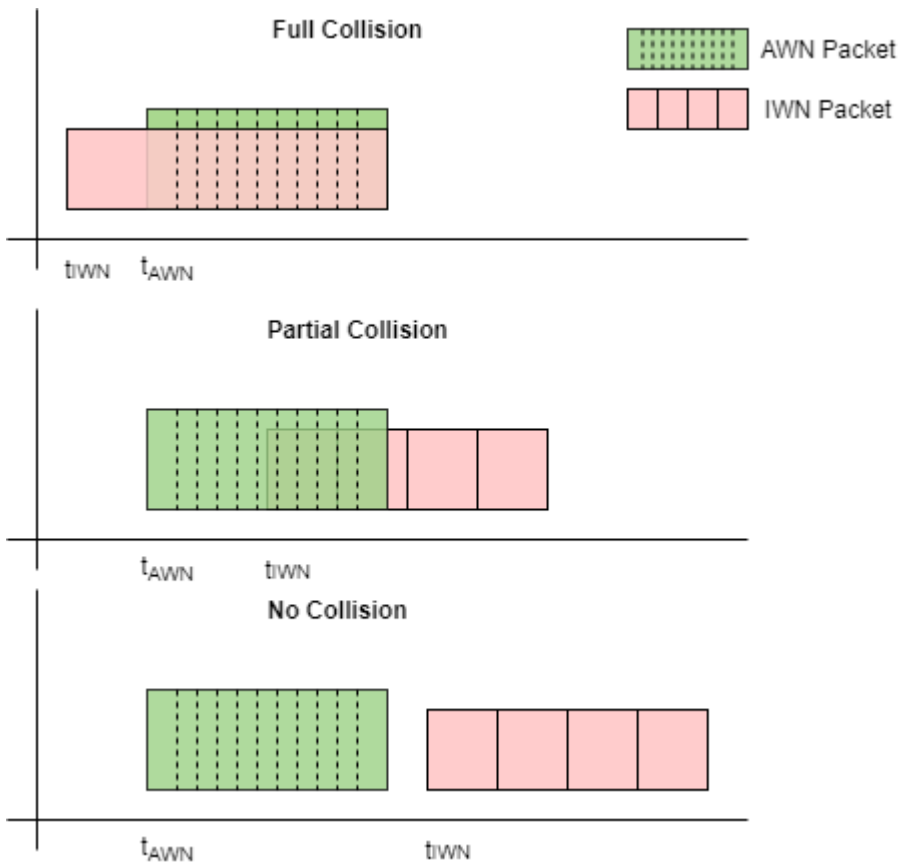 Full Collision
AWN Packet
IWN Packet
tIWN tAWN
Partial Collision
tAWN tIWN
No Collision
tAWN tIWN